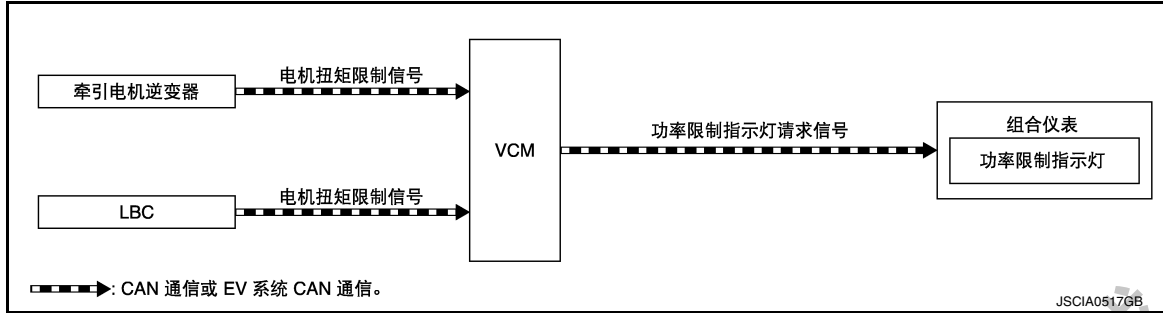 牵引电机逆变器
电机扭矩限制信号
LBC
电机扭矩限制信号
VCM
功率限制指示灯请求信号
组合仪表
功率限制指示灯
: CAN 通信或 EV 系统 CAN 通信。
JSCIA0517GB